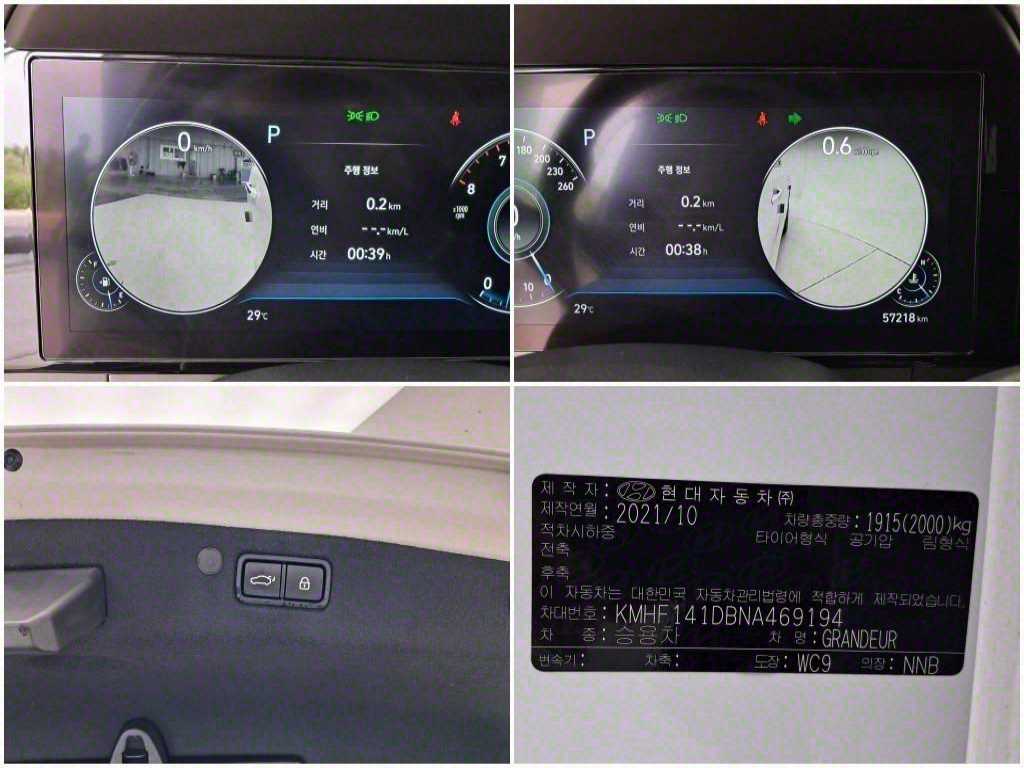 0 km/h
P
주행 정보
거리 0.2 km
연비 --.- km/L
시간 00:39 h
29℃
7
8
x1000
rpm
0
F
E
180
200
230
260
P
주행 정보
거리 0.2 km
연비 --.- km/L
시간 00:38 h
0
10
29℃
0.6
H
C
57218 km
제작자 : 현대자동차㈜
제작연월 : 2021/10 차량총중량 : 1915(2000)kg
적차시하중 타이어형식 공기압 림형식
전축
후축
이 자동차는 대한민국 자동차관리법령에 적합하게 제작되었습니다.
차대번호 : KMHF141DBNA469194
차 종 : 승용차 차 명 : GRANDEUR
변속기 : 차축 : 도장 : WC9 의장 : NNB